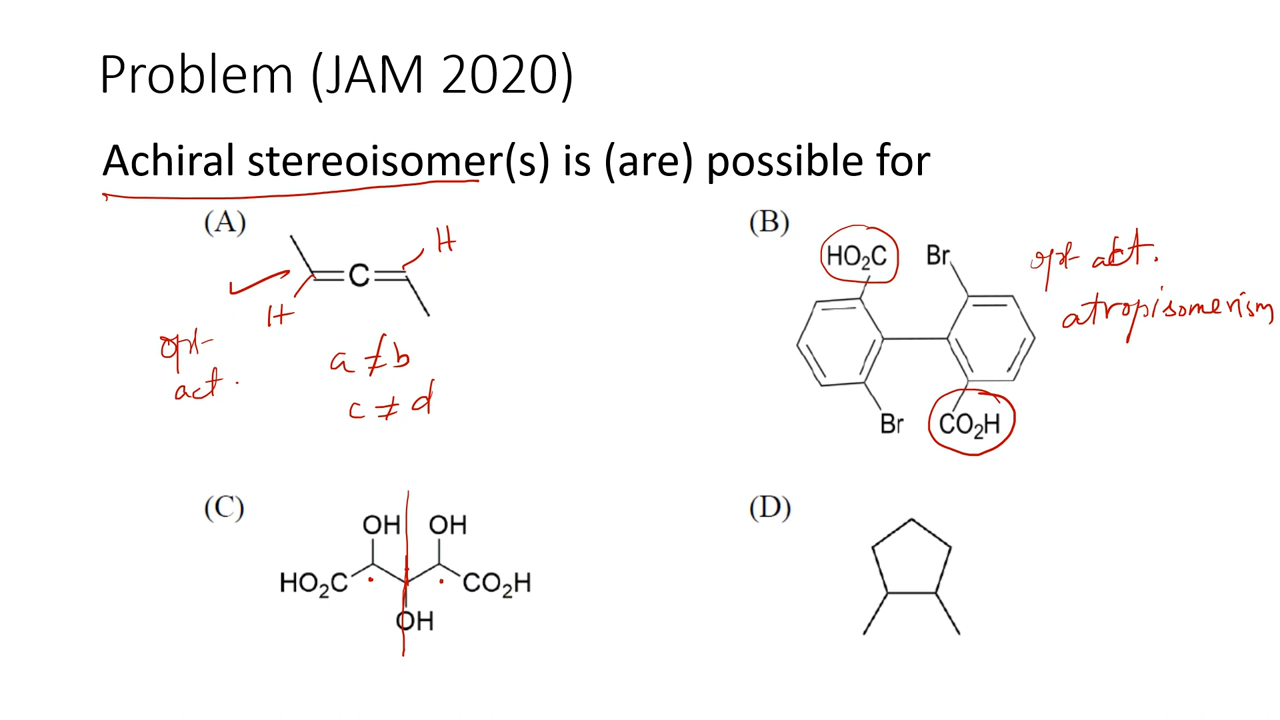 Problem (JAM 2020)
Achiral stereoisomer(s) is (are) possible for
(A)
H
C
H
opt-
act.
a ≠ b
c ≠ d
(B)
HO₂C
Br
opt- act.
atropisomerism
Br
CO₂H
(C)
OH OH
HO₂C
CO₂H
OH
(D)